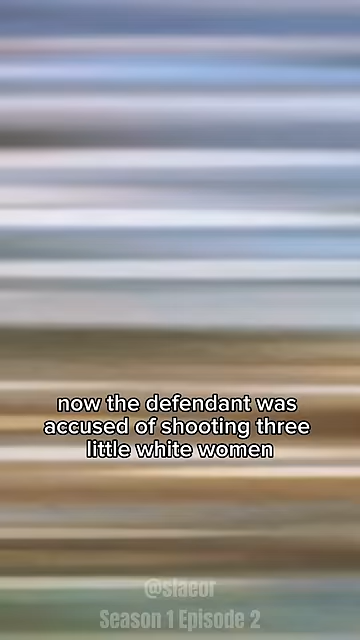 now the defendant was
accused of shooting three
little white women
@slaeor
Season 1 Episode 2